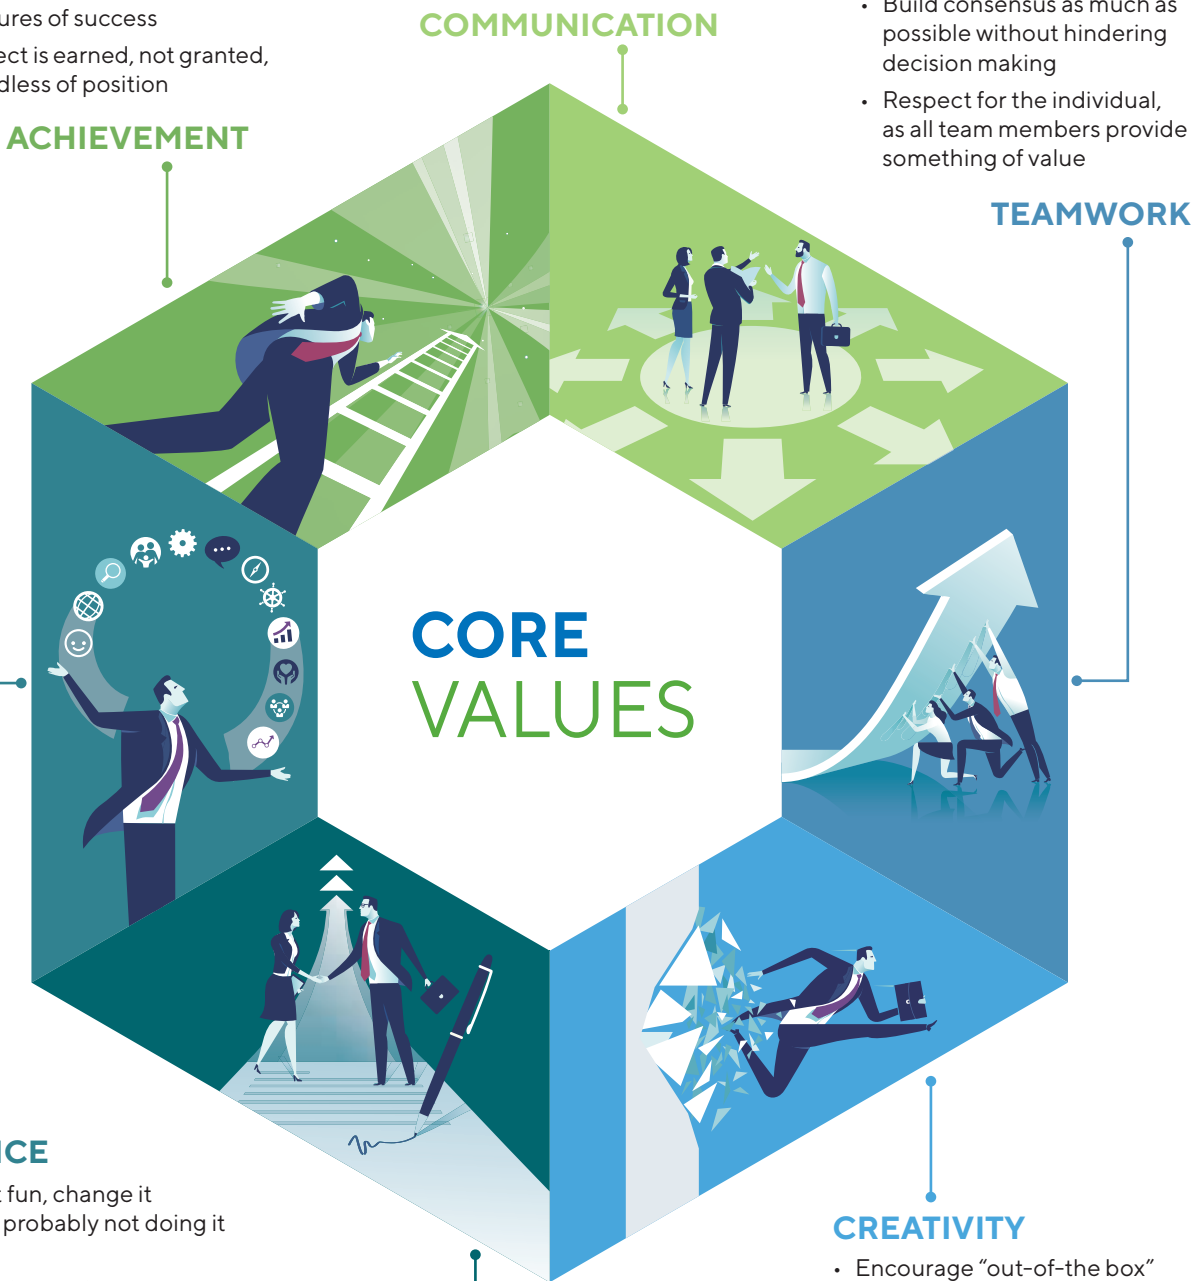 ures of success
ect is earned, not granted,
dless of position
ACHIEVEMENT
COMMUNICATION
• Build consensus as much as
possible without hindering
decision making
• Respect for the individual,
as all team members provide
something of value
TEAMWORK
CORE
VALUES
CE
fun, change it
probably not doing it
CREATIVITY
• Encourage “out-of-the box”